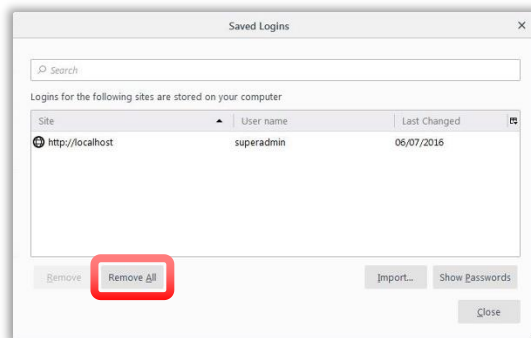 Saved Logins
Search
Logins for the following sites are stored on your computer
Site User name Last Changed
http://localhost superadmin 06/07/2016
Remove Remove All Import... Show Passwords
Close